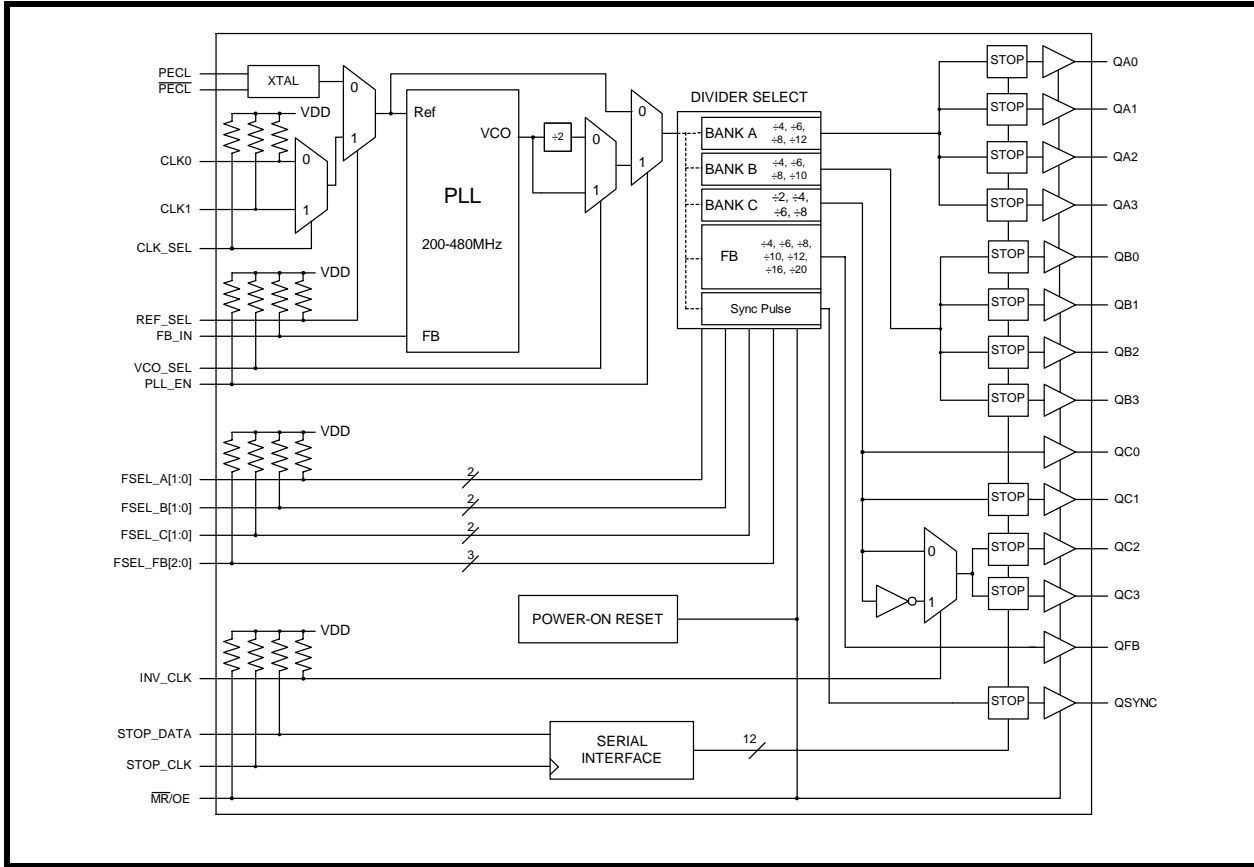 PECL
PECL
XTAL
0
1
VDD
CLK0
CLK1
0
1
CLK_SEL
VDD
REF_SEL
FB_IN
VCO_SEL
PLL_EN
Ref
VCO
PLL
200-480MHz
FB
÷2
0
1
0
1
DIVIDER SELECT
BANK A
÷4, ÷6,
÷8, ÷12
BANK B
÷4, ÷6,
÷8, ÷10
BANK C
÷2, ÷4,
÷6, ÷8
FB
÷4, ÷6, ÷8,
÷10, ÷12,
÷16, ÷20
Sync Pulse
STOP
QA0
STOP
QA1
STOP
QA2
STOP
QA3
STOP
QB0
STOP
QB1
STOP
QB2
STOP
QB3
QC0
STOP
QC1
STOP
QC2
STOP
QC3
QFB
STOP
QSYNC
VDD
FSEL_A[1:0]
2
FSEL_B[1:0]
2
FSEL_C[1:0]
2
FSEL_FB[2:0]
3
0
1
POWER-ON RESET
VDD
INV_CLK
STOP_DATA
STOP_CLK
MR/OE
SERIAL
INTERFACE
12